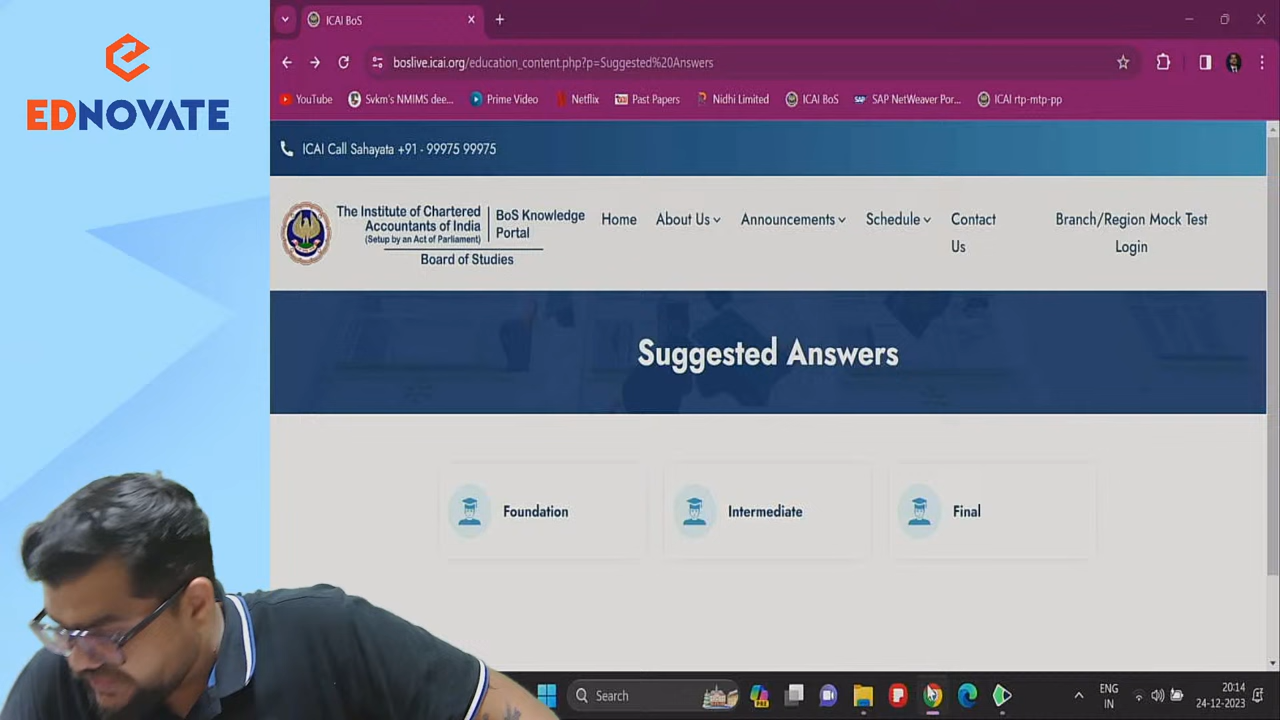 EDNOVATE
ICAI BoS
boslive.icai.org/education_content.php?p=Suggested%20Answers
YouTube
Svkm's NMIMS dee...
Prime Video
Netflix
Past Papers
Nidhi Limited
ICAI BoS
SAP NetWeaver Por...
ICAI rtp-mtp-pp
ICAI Call Sahayata +91 - 99975 99975
The Institute of Chartered
Accountants of India
(Setup by an Act of Parliament)
BoS Knowledge
Portal
Board of Studies
Home
About Us
Announcements
Schedule
Contact
Us
Branch/Region Mock Test
Login
Suggested Answers
Foundation
Intermediate
Final
Search
PRE
ENG
IN
20:14
24-12-2023